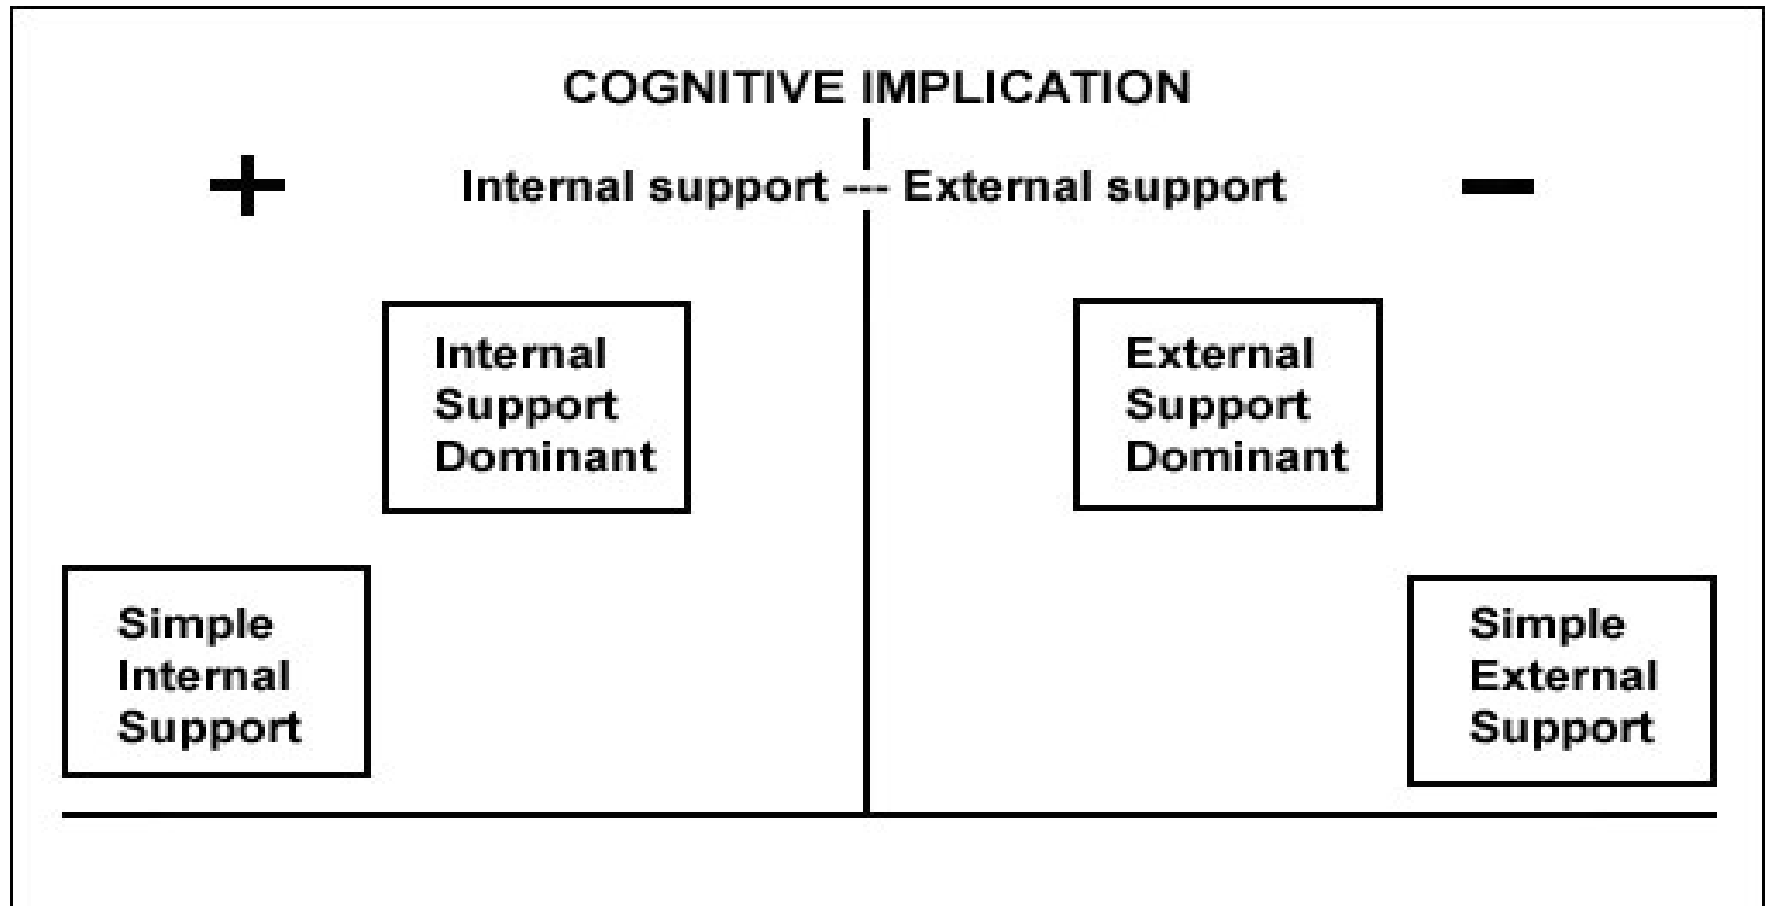 COGNITIVE IMPLICATION
+ Internal support --- External support −
Internal
Support
Dominant
External
Support
Dominant
Simple
Internal
Support
Simple
External
Support